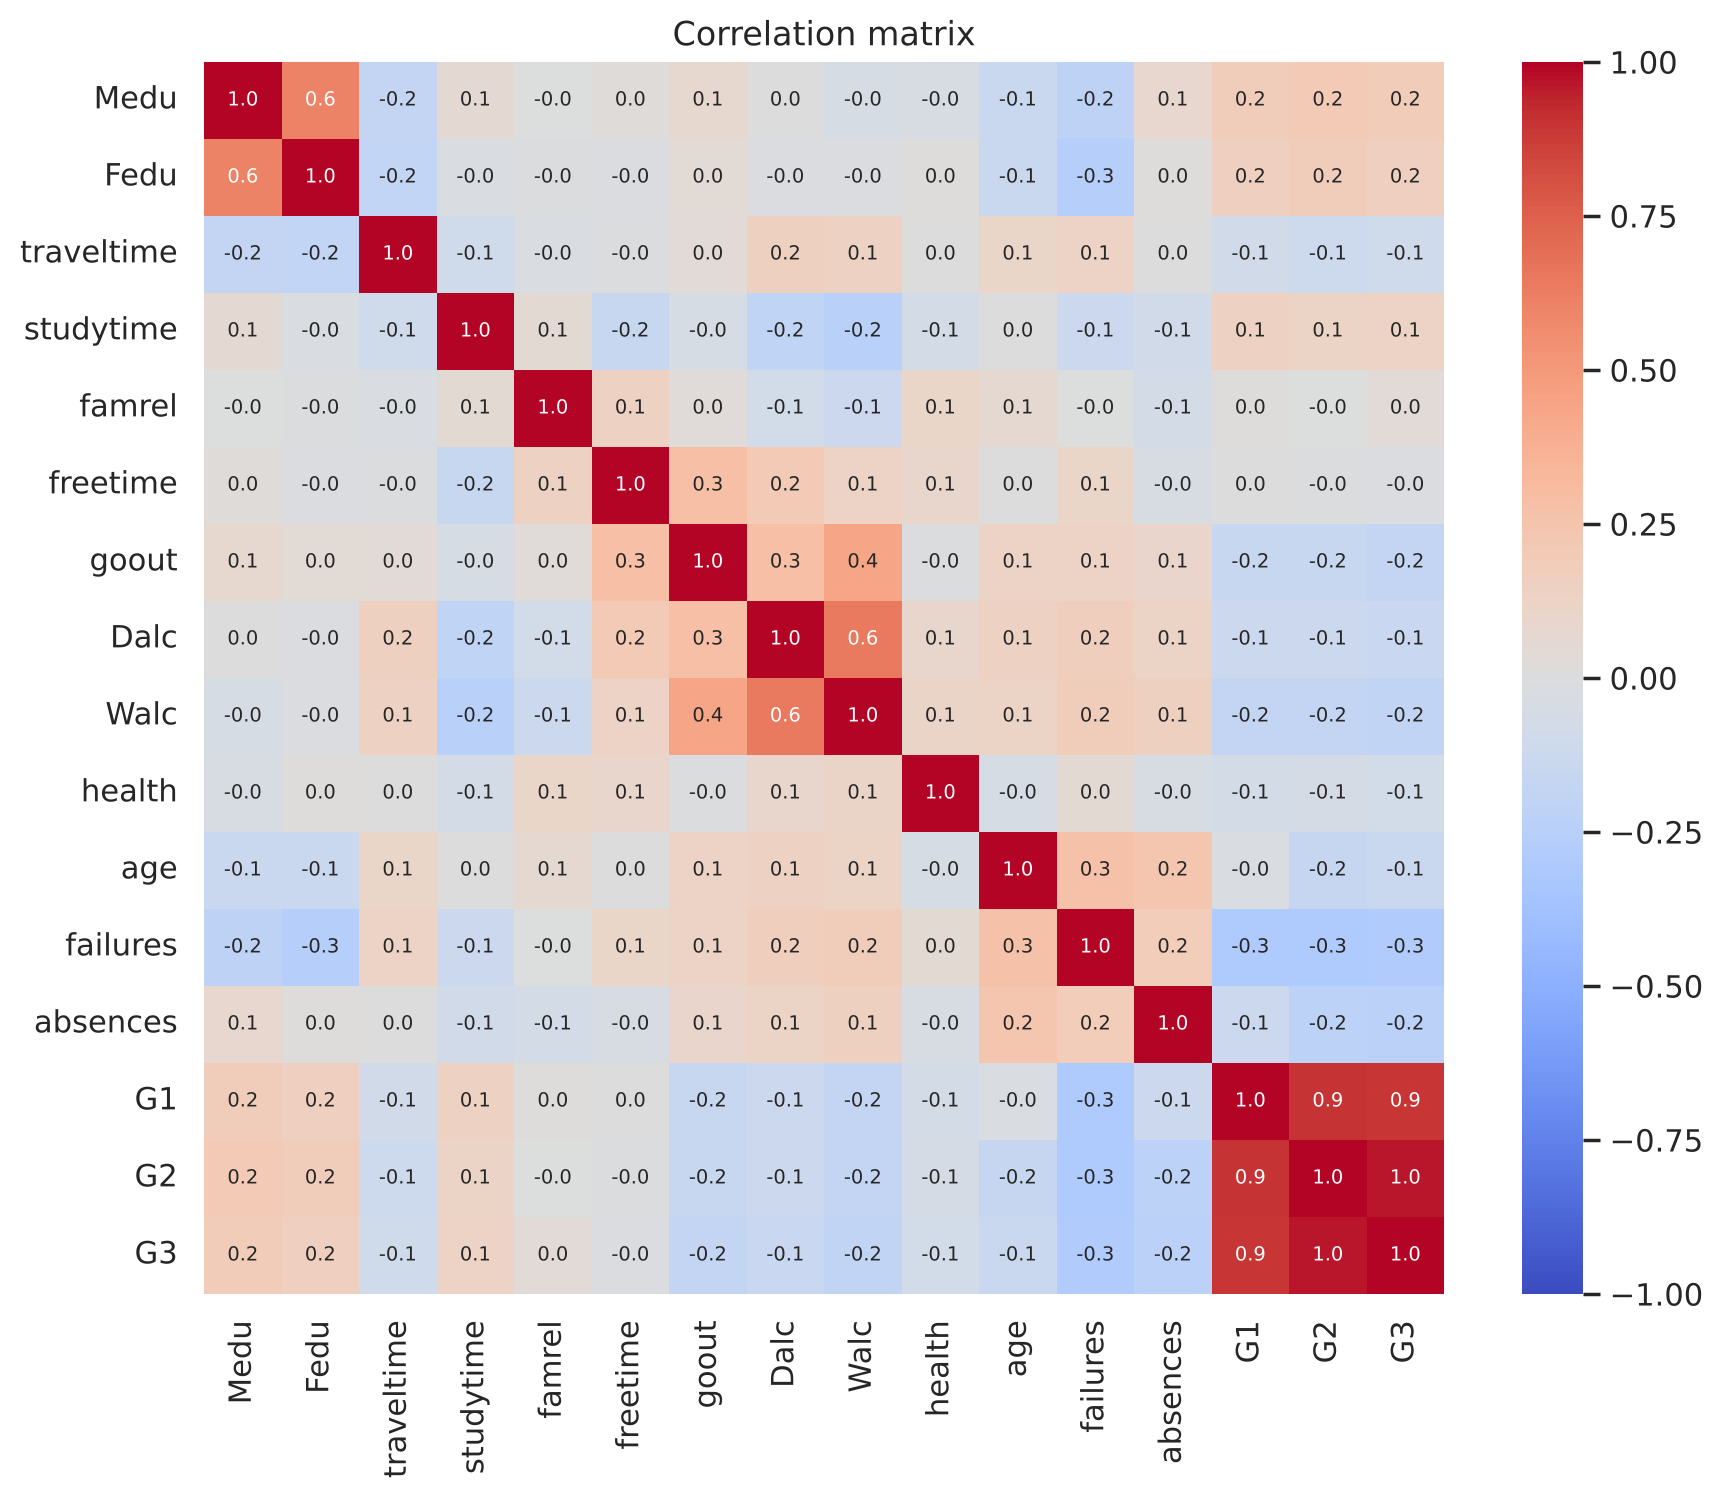 Correlation matrix
Medu 1.0 0.6 -0.2 0.1 -0.0 0.0 0.1 0.0 -0.0 -0.0 -0.1 -0.2 0.1 0.2 0.2 0.2
Fedu 0.6 1.0 -0.2 -0.0 -0.0 -0.0 0.0 -0.0 -0.0 0.0 -0.1 -0.3 0.0 0.2 0.2 0.2
traveltime -0.2 -0.2 1.0 -0.1 -0.0 -0.0 0.0 0.2 0.1 0.0 0.1 0.1 0.0 -0.1 -0.1 -0.1
studytime 0.1 -0.0 -0.1 1.0 0.1 -0.2 -0.0 -0.2 -0.2 -0.1 0.0 -0.1 -0.1 0.1 0.1 0.1
famrel -0.0 -0.0 -0.0 0.1 1.0 0.1 0.0 -0.1 -0.1 0.1 0.1 -0.0 -0.1 0.0 -0.0 0.0
freetime 0.0 -0.0 -0.0 -0.2 0.1 1.0 0.3 0.2 0.1 0.1 0.0 0.1 -0.0 0.0 -0.0 -0.0
goout 0.1 0.0 0.0 -0.0 0.0 0.3 1.0 0.3 0.4 -0.0 0.1 0.1 0.1 -0.2 -0.2 -0.2
Dalc 0.0 -0.0 0.2 -0.2 -0.1 0.2 0.3 1.0 0.6 0.1 0.1 0.2 0.1 -0.1 -0.1 -0.1
Walc -0.0 -0.0 0.1 -0.2 -0.1 0.1 0.4 0.6 1.0 0.1 0.1 0.2 0.1 -0.2 -0.2 -0.2
health -0.0 0.0 0.0 -0.1 0.1 0.1 -0.0 0.1 0.1 1.0 -0.0 0.0 -0.0 -0.1 -0.1 -0.1
age -0.1 -0.1 0.1 0.0 0.1 0.0 0.1 0.1 0.1 -0.0 1.0 0.3 0.2 -0.0 -0.2 -0.1
failures -0.2 -0.3 0.1 -0.1 -0.0 0.1 0.1 0.2 0.2 0.0 0.3 1.0 0.2 -0.3 -0.3 -0.3
absences 0.1 0.0 0.0 -0.1 -0.1 -0.0 0.1 0.1 0.1 -0.0 0.2 0.2 1.0 -0.1 -0.2 -0.2
G1 0.2 0.2 -0.1 0.1 0.0 0.0 -0.2 -0.1 -0.2 -0.1 -0.0 -0.3 -0.1 1.0 0.9 0.9
G2 0.2 0.2 -0.1 0.1 -0.0 -0.0 -0.2 -0.1 -0.2 -0.1 -0.2 -0.3 -0.2 0.9 1.0 1.0
G3 0.2 0.2 -0.1 0.1 0.0 -0.0 -0.2 -0.1 -0.2 -0.1 -0.1 -0.3 -0.2 0.9 1.0 1.0
Medu Fedu traveltime studytime famrel freetime goout Dalc Walc health age failures absences G1 G2 G3
1.00
0.75
0.50
0.25
0.00
−0.25
−0.50
−0.75
−1.00